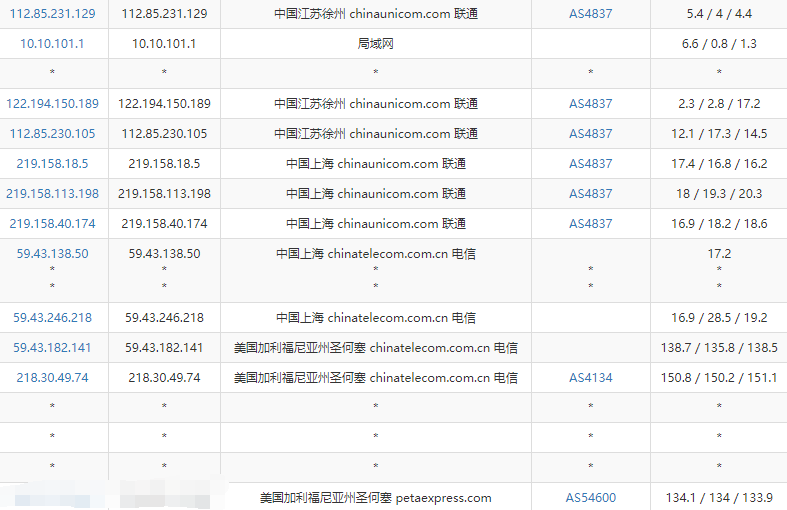 112.85.231.129 112.85.231.129 中国江苏徐州 chinaunicom.com 联通 AS4837 5.4 / 4 / 4.4
10.10.101.1 10.10.101.1 局域网 6.6 / 0.8 / 1.3
* * * * *
122.194.150.189 122.194.150.189 中国江苏徐州 chinaunicom.com 联通 AS4837 2.3 / 2.8 / 17.2
112.85.230.105 112.85.230.105 中国江苏徐州 chinaunicom.com 联通 AS4837 12.1 / 17.3 / 14.5
219.158.18.5 219.158.18.5 中国上海 chinaunicom.com 联通 AS4837 17.4 / 16.8 / 16.2
219.158.113.198 219.158.113.198 中国上海 chinaunicom.com 联通 AS4837 18 / 19.3 / 20.3
219.158.40.174 219.158.40.174 中国上海 chinaunicom.com 联通 AS4837 16.9 / 18.2 / 18.6
59.43.138.50 59.43.138.50 中国上海 chinatelecom.com.cn 电信 17.2
* * * * *
* * * * *
59.43.246.218 59.43.246.218 中国上海 chinatelecom.com.cn 电信 16.9 / 28.5 / 19.2
59.43.182.141 59.43.182.141 美国加利福尼亚州圣何塞 chinatelecom.com.cn 电信 138.7 / 135.8 / 138.5
218.30.49.74 218.30.49.74 美国加利福尼亚州圣何塞 chinatelecom.com.cn 电信 AS4134 150.8 / 150.2 / 151.1
* * * * *
* * * * *
* * * * *
美国加利福尼亚州圣何塞 petaexpress.com AS54600 134.1 / 134 / 133.9